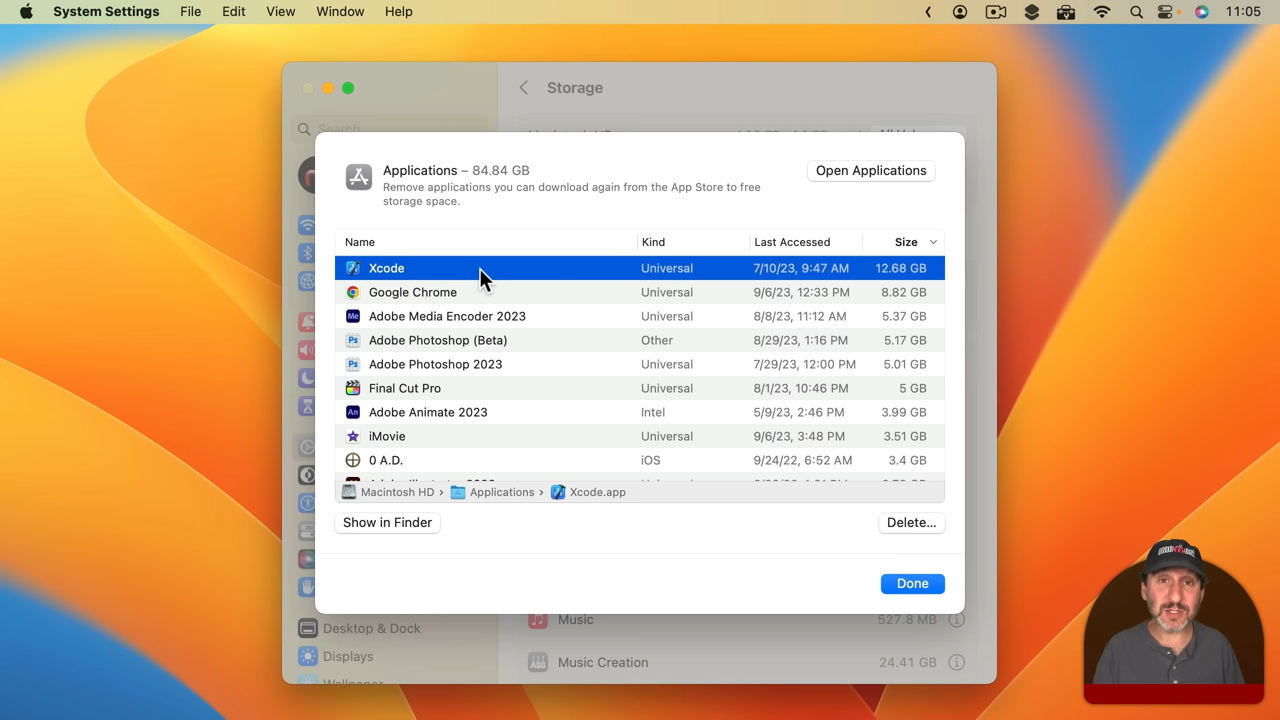 System Settings File Edit View Window Help 11:05
Storage
Search
Applications – 84.84 GB
Open Applications
Remove applications you can download again from the App Store to free
storage space.
Name Kind Last Accessed Size
Xcode Universal 7/10/23, 9:47 AM 12.68 GB
Google Chrome Universal 9/6/23, 12:33 PM 8.82 GB
Me Adobe Media Encoder 2023 Universal 8/8/23, 11:12 AM 5.37 GB
Ps Adobe Photoshop (Beta) Other 8/29/23, 1:16 PM 5.17 GB
Ps Adobe Photoshop 2023 Universal 7/29/23, 12:00 PM 5.01 GB
Final Cut Pro Universal 8/1/23, 10:46 PM 5 GB
An Adobe Animate 2023 Intel 5/9/23, 2:46 PM 3.99 GB
iMovie Universal 9/6/23, 3:48 PM 3.51 GB
0 A.D. iOS 9/24/22, 6:52 AM 3.4 GB
Macintosh HD › Applications › Xcode.app
Show in Finder Delete...
Done
Music 527.8 MB
Desktop & Dock
Displays
Music Creation 24.41 GB